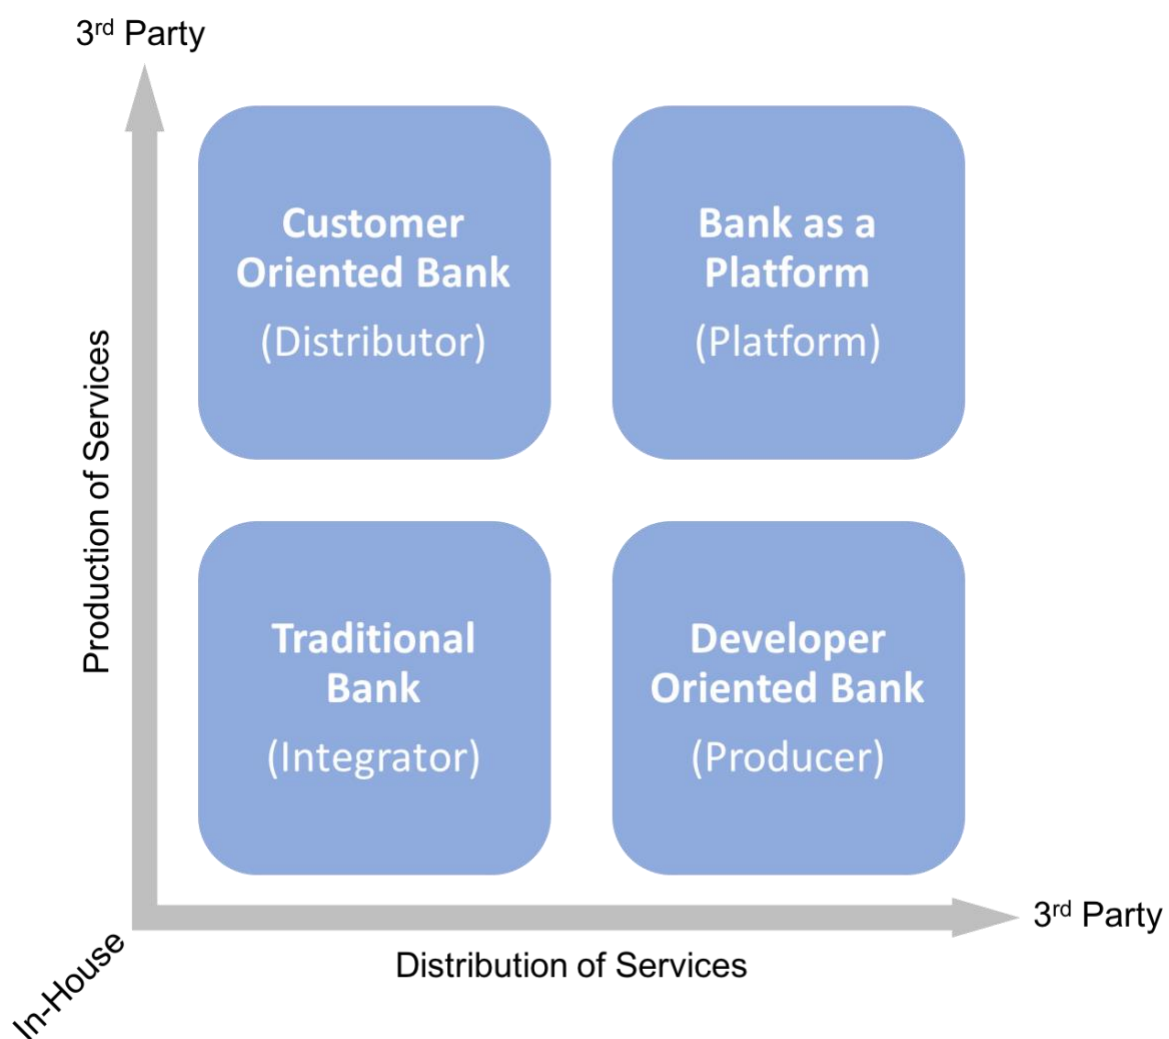 3rd Party
Customer
Oriented Bank
(Distributor)
Bank as a
Platform
(Platform)
Production of Services
Traditional
Bank
(Integrator)
Developer
Oriented Bank
(Producer)
3rd Party
In-House
Distribution of Services